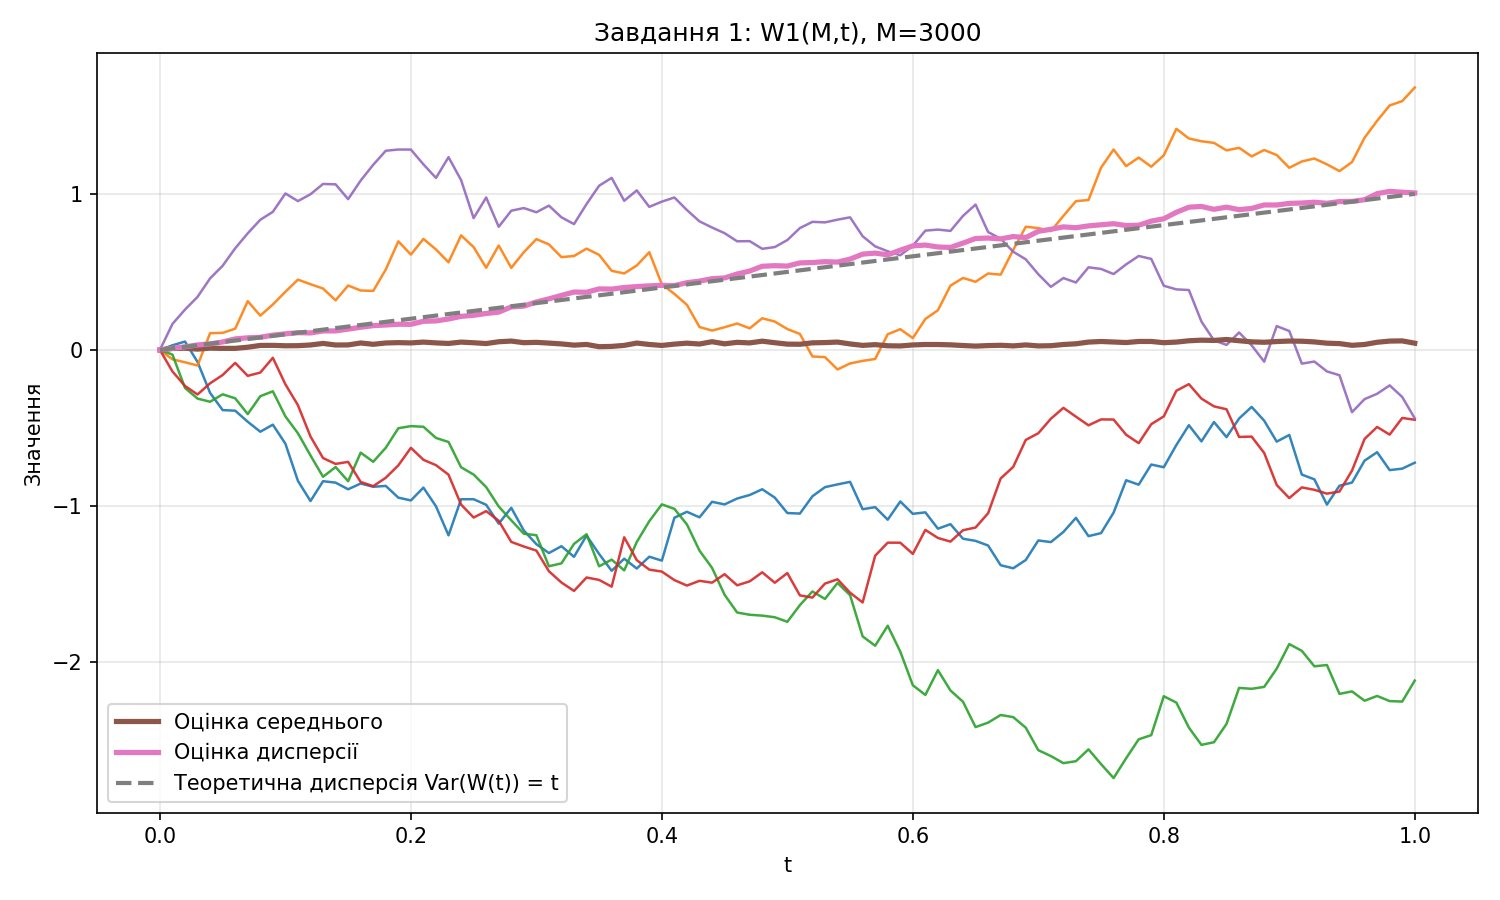 Завдання 1: W1(M,t), M=3000
Значення
1
0
−1
−2
Оцінка середнього
Оцінка дисперсії
Теоретична дисперсія Var(W(t)) = t
0.0 0.2 0.4 0.6 0.8 1.0
t